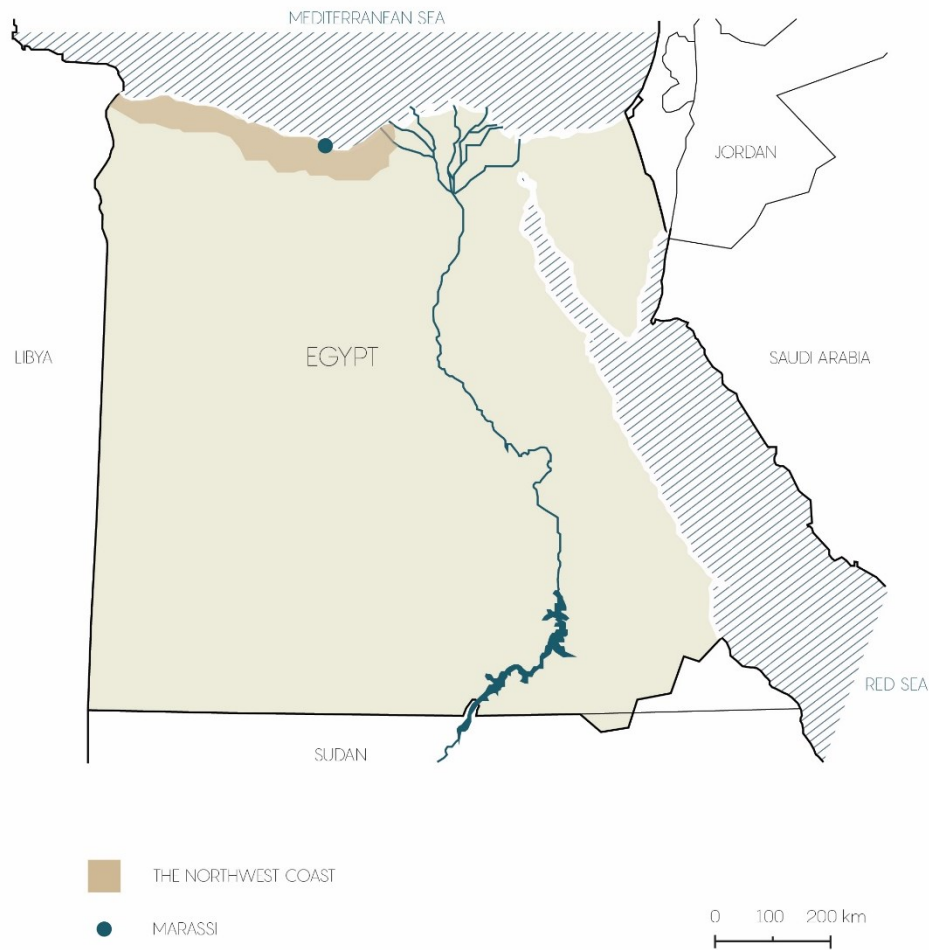 MEDITERRANEAN SEA
JORDAN
LIBYA
EGYPT
SAUDI ARABIA
RED SEA
SUDAN
THE NORTHWEST COAST
MARASSI
0 100 200 km